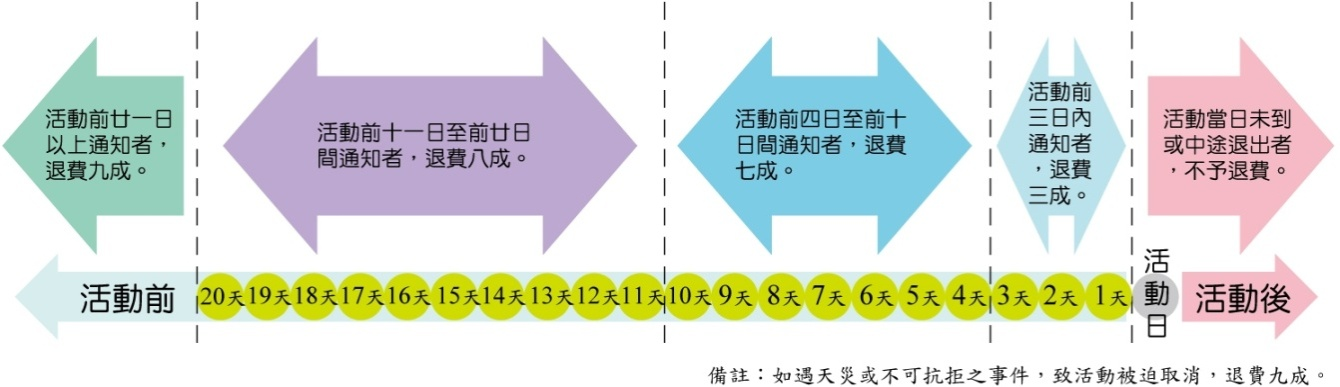 活動前廿一日
以上通知者，
退費九成。
活動前十一日至前廿日
間通知者，退費八成。
活動前四日至前十
日間通知者，退費
七成。
活動前
三日內
通知者
，退費
三成。
活動當日未到
或中途退出者
，不予退費。
活動前
20天
19天
18天
17天
16天
15天
14天
13天
12天
11天
10天
9天
8天
7天
6天
5天
4天
3天
2天
1天
活動日
活動後
備註：如遇天災或不可抗拒之事件，致活動被迫取消，退費九成。